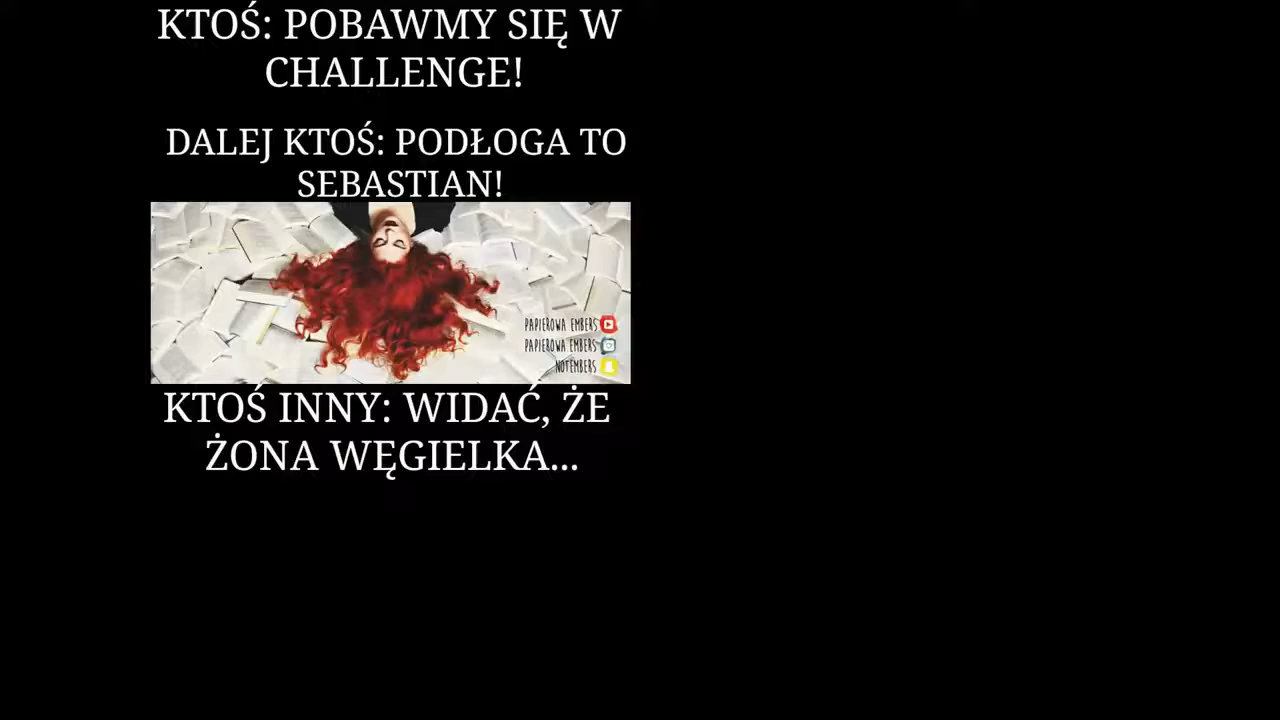 KTOŚ: POBAWMY SIĘ W
CHALLENGE!
DALEJ KTOŚ: PODŁOGA TO
SEBASTIAN!
PAPIEROWA EMBERS
PAPIEROWA EMBERS
NOTEMBERS
KTOŚ INNY: WIDAĆ, ŻE
ŻONA WĘGIELKA...